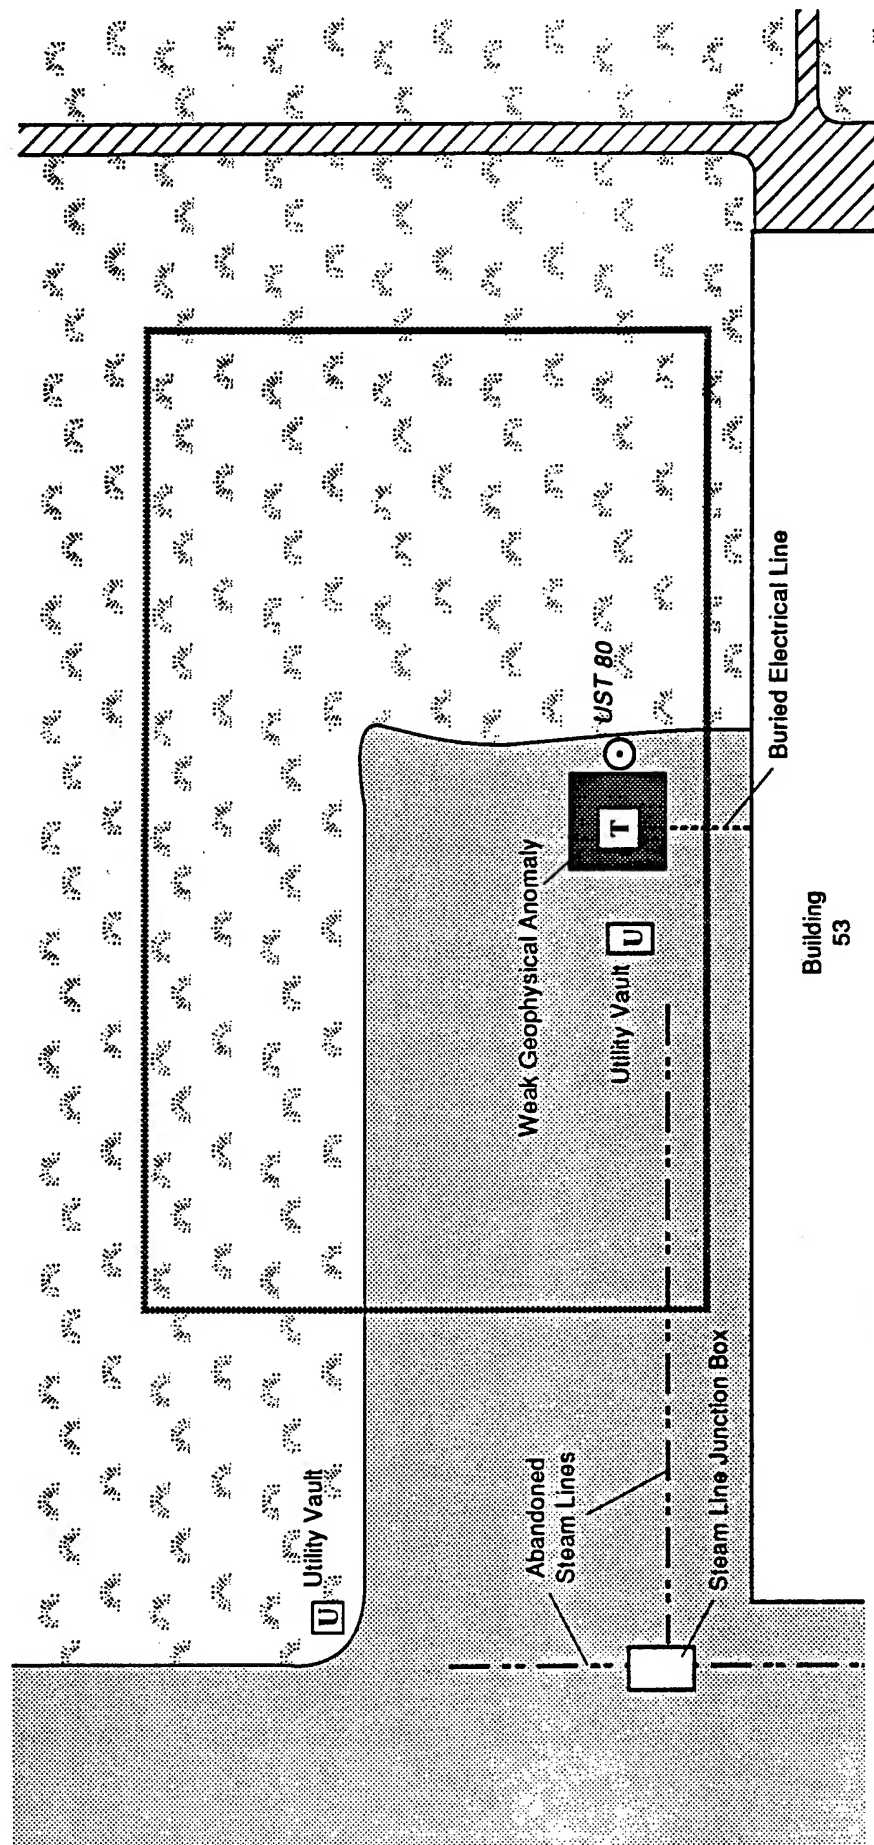 Utility Vault
U
Abandoned
Steam Lines
Steam Line Junction Box
Weak Geophysical Anomaly
Utility Vault
U
T
UST 80
Buried Electrical Line
Building
53